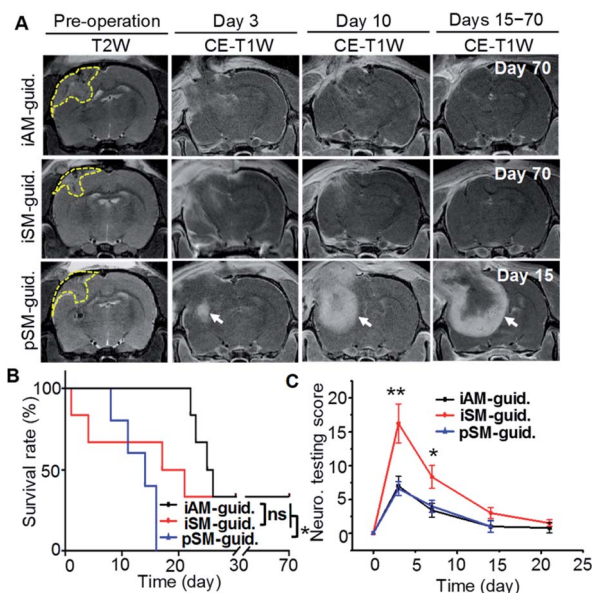 A
Pre-operation Day 3 Day 10 Days 15–70
T2W CE-T1W CE-T1W CE-T1W
iAM-guid.
Day 70
iSM-guid.
Day 70
pSM-guid.
Day 15
B
Survival rate (%)
100
50
0
0 10 20 30 70
Time (day)
iAM-guid.
iSM-guid.
pSM-guid.
ns
*
C
Neuro. testing score
20
15
10
5
0
0 5 10 15 20 25
Time (day)
**
*
iAM-guid.
iSM-guid.
pSM-guid.